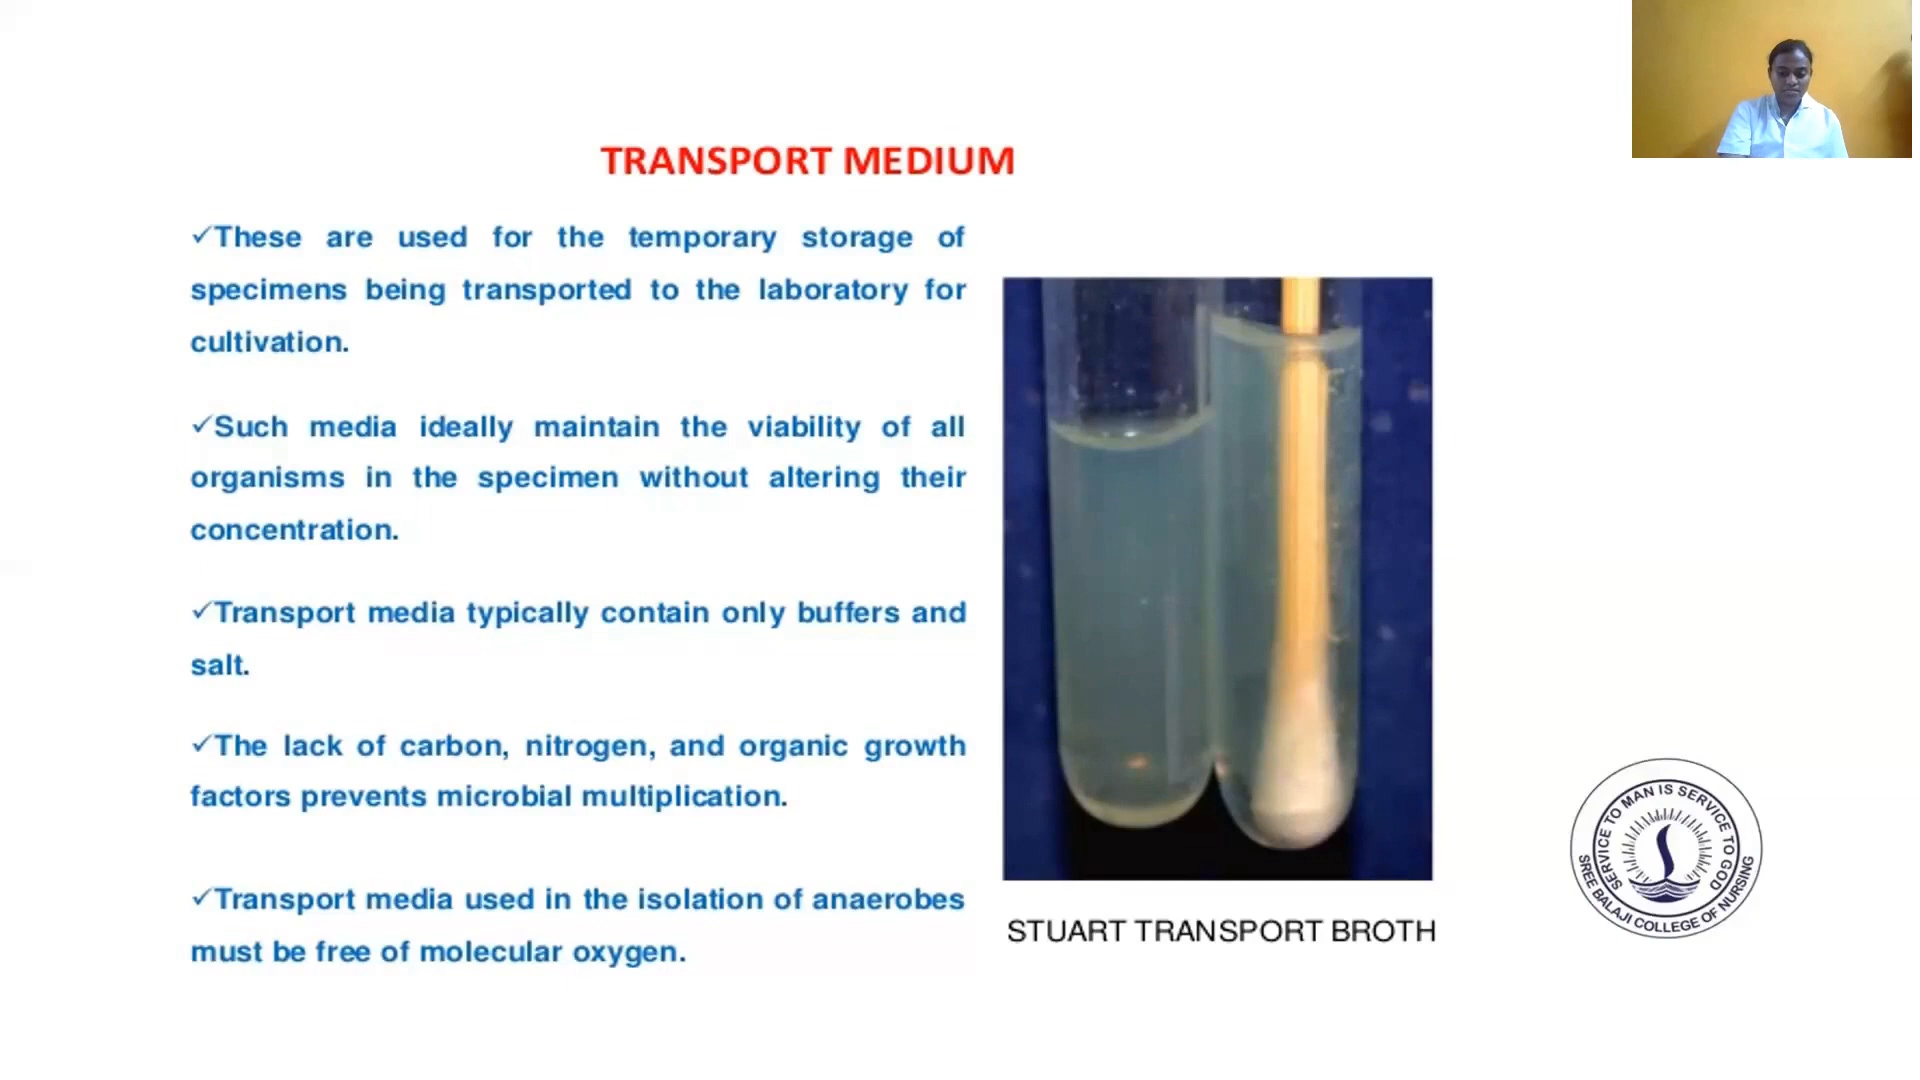 TRANSPORT MEDIUM
✓These are used for the temporary storage of
specimens being transported to the laboratory for
cultivation.
✓Such media ideally maintain the viability of all
organisms in the specimen without altering their
concentration.
✓Transport media typically contain only buffers and
salt.
✓The lack of carbon, nitrogen, and organic growth
factors prevents microbial multiplication.
✓Transport media used in the isolation of anaerobes
must be free of molecular oxygen.
STUART TRANSPORT BROTH
SERVICE TO MAN IS SERVICE TO GOD
SREE BALAJI COLLEGE OF NURSING